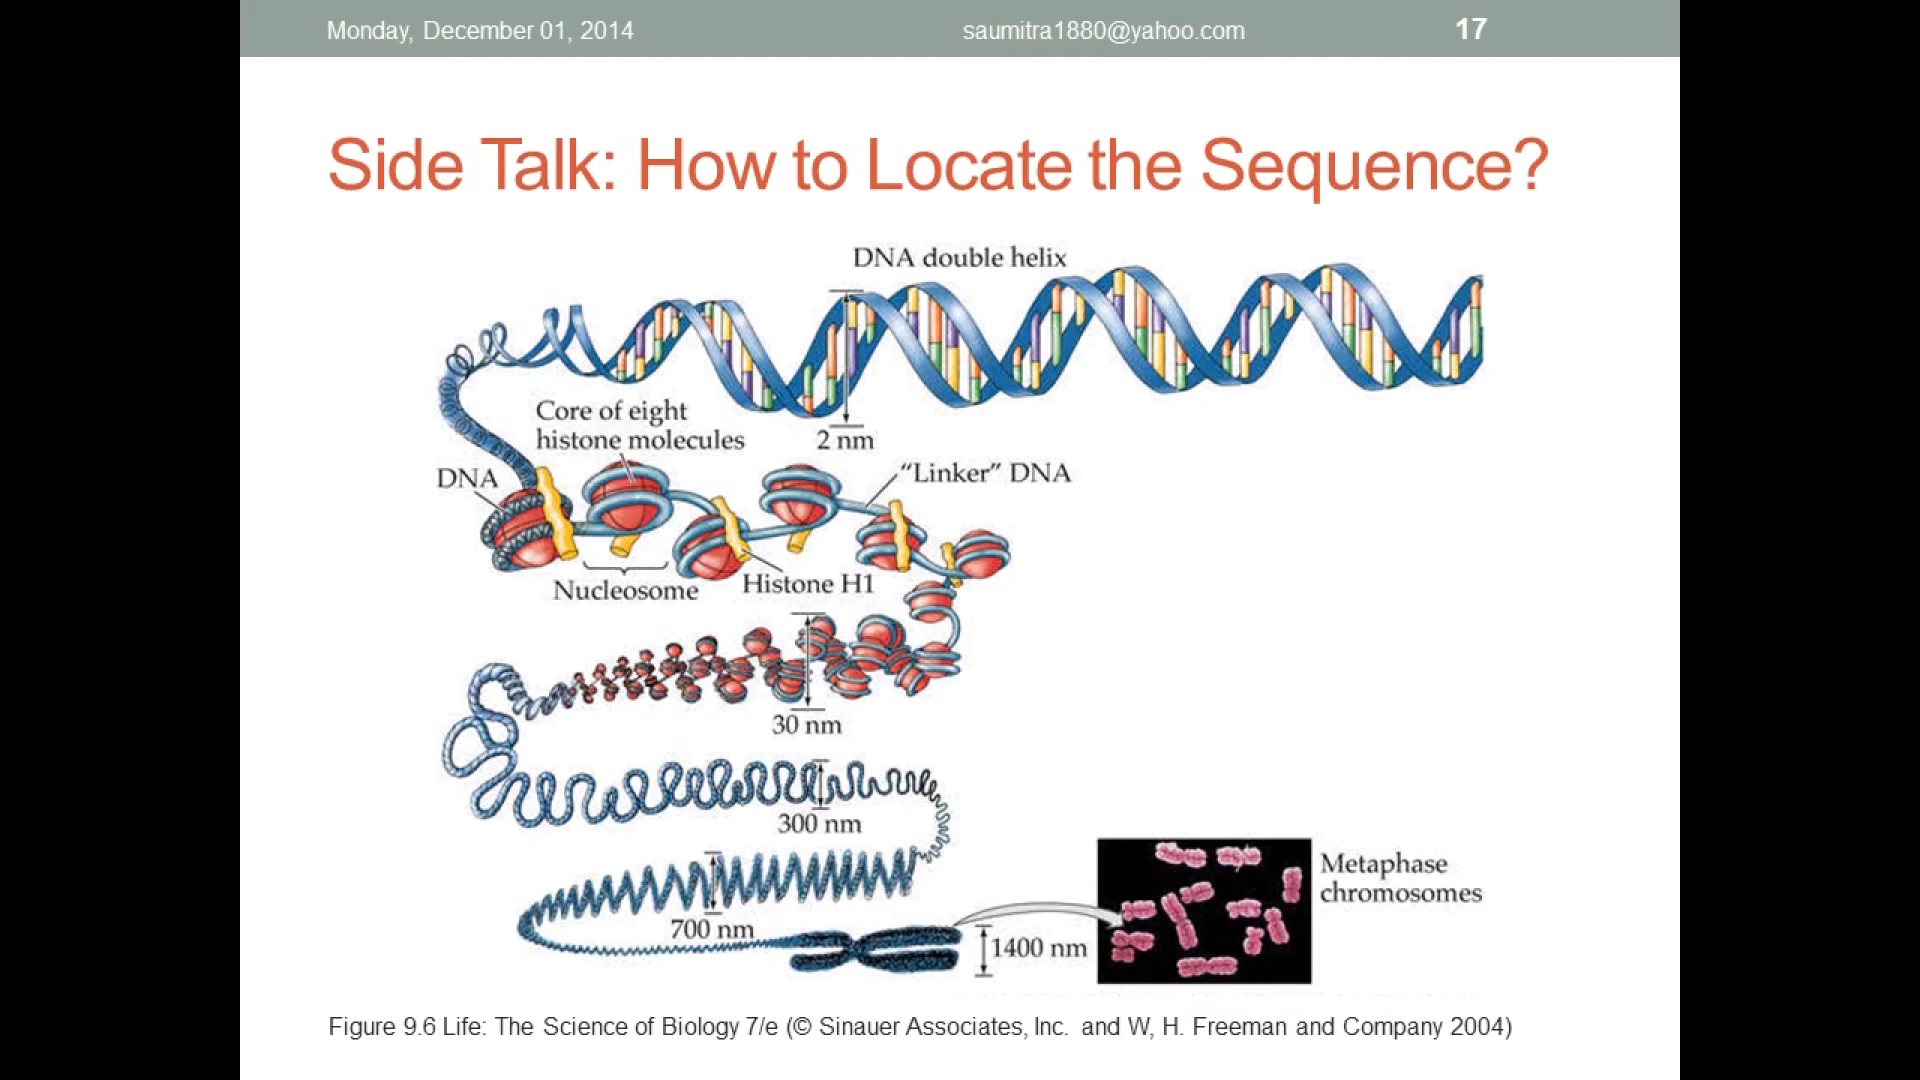 Monday, December 01, 2014
saumitra1880@yahoo.com
17
Side Talk: How to Locate the Sequence?
DNA double helix
Core of eight
histone molecules
2 nm
DNA
"Linker" DNA
Nucleosome
Histone H1
30 nm
300 nm
700 nm
1400 nm
Metaphase
chromosomes
Figure 9.6 Life: The Science of Biology 7/e (© Sinauer Associates, Inc. and W, H. Freeman and Company 2004)